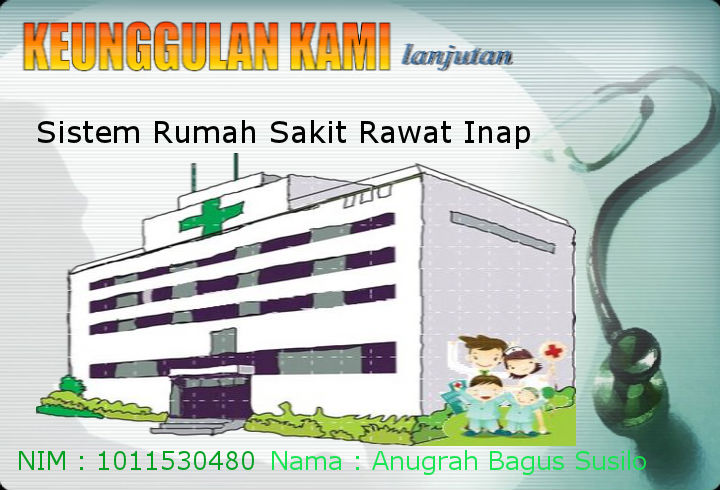 KEUNGGULAN KAMI lanjutan
Sistem Rumah Sakit Rawat Inap
NIM : 1011530480 Nama : Anugrah Bagus Susilo